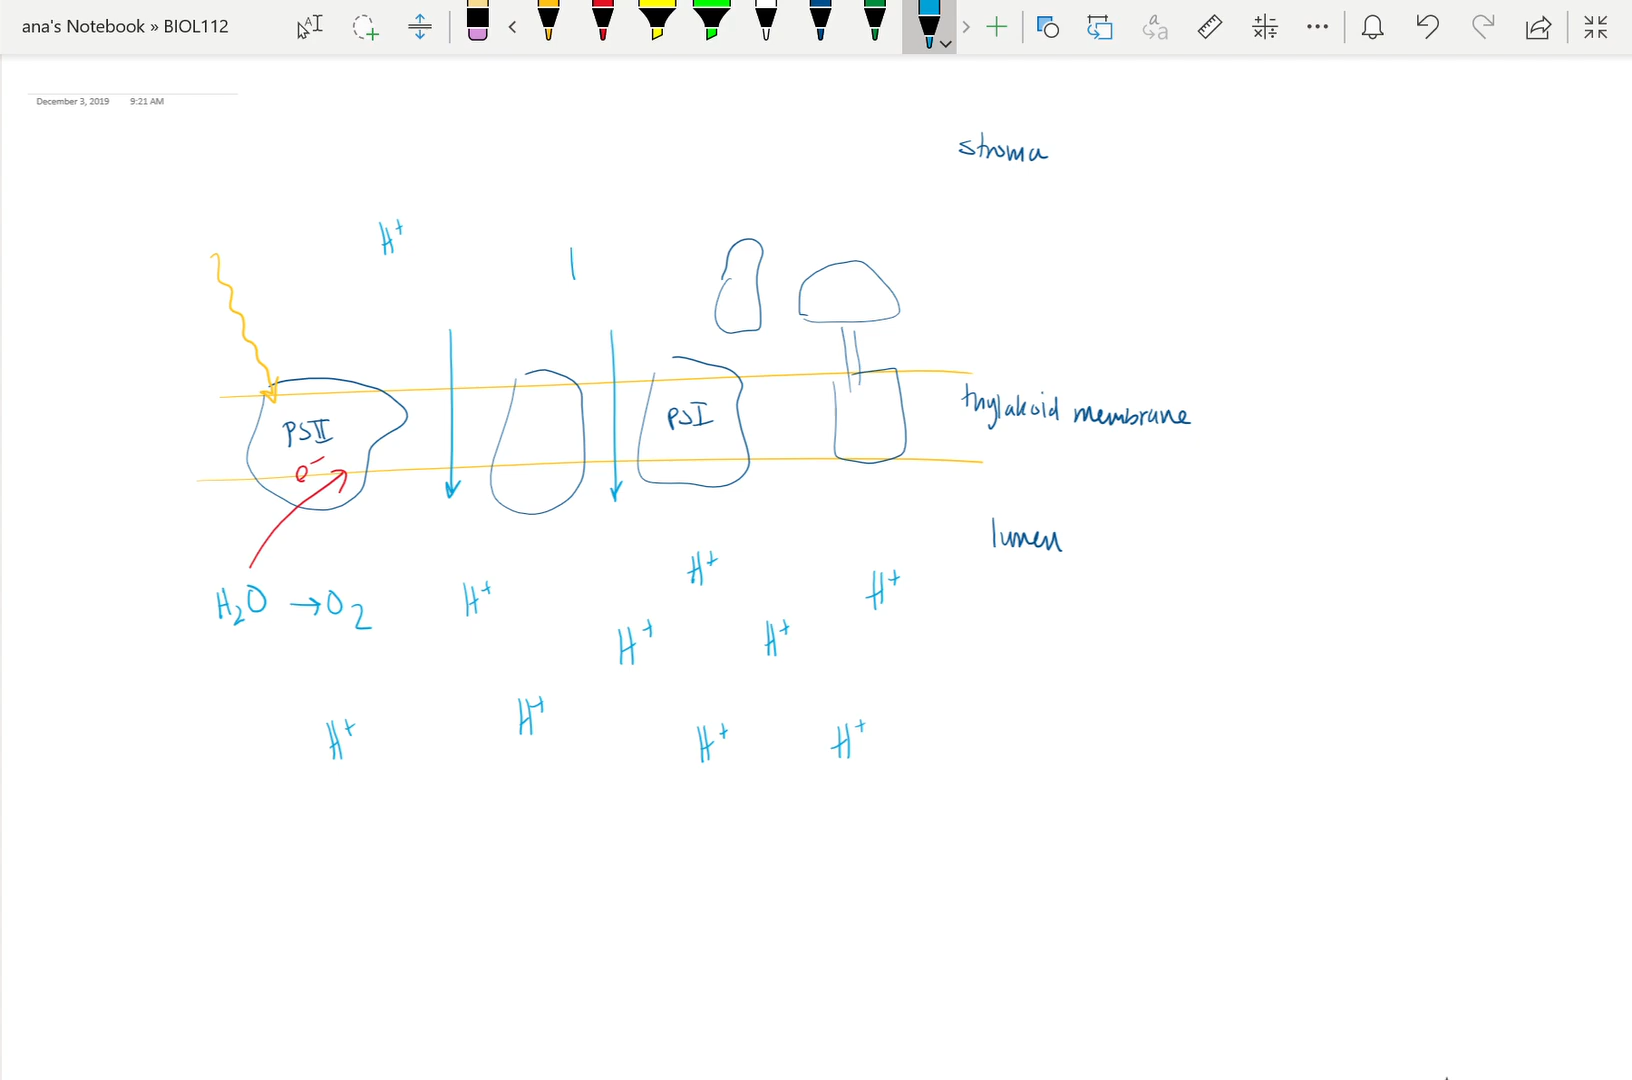 ana's Notebook » BIOL112
December 3, 2019 9:21 AM
stroma
H⁺
PSII
e⁻
PSI
thylakoid membrane
lumen
H₂O → O₂
H⁺
H⁺
H⁺
H⁺
H⁺
H⁺
H⁺
H⁺
H⁺